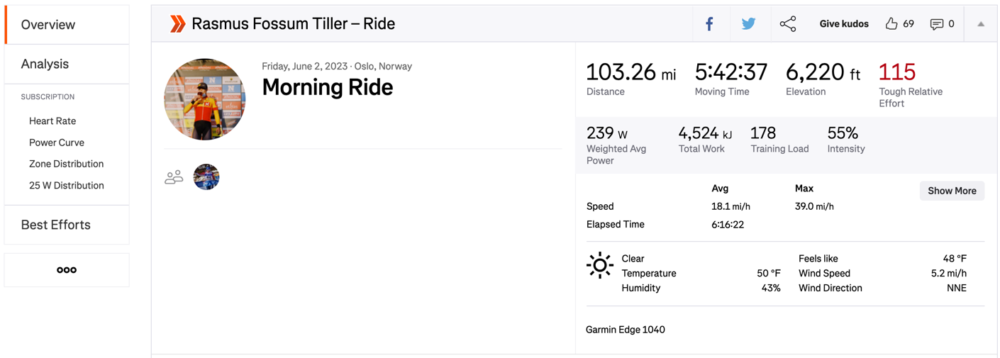 Overview
Analysis
SUBSCRIPTION
Heart Rate
Power Curve
Zone Distribution
25 W Distribution
Best Efforts
Rasmus Fossum Tiller – Ride
Give kudos 69 0
Friday, June 2, 2023 · Oslo, Norway
Morning Ride
103.26 mi 5:42:37 6,220 ft 115
Distance Moving Time Elevation Tough Relative
Effort
239 W 4,524 kJ 178 55%
Weighted Avg Total Work Training Load Intensity
Power
Avg Max Show More
Speed 18.1 mi/h 39.0 mi/h
Elapsed Time 6:16:22
Clear Feels like 48 °F
Temperature 50 °F Wind Speed 5.2 mi/h
Humidity 43% Wind Direction NNE
Garmin Edge 1040